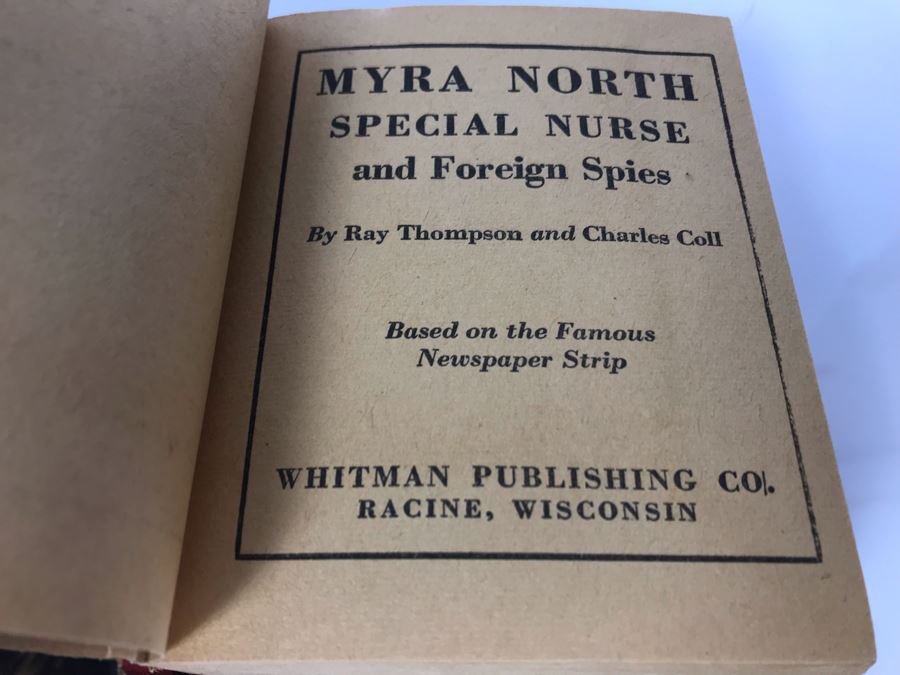 MYRA NORTH
SPECIAL NURSE
and Foreign Spies
By Ray Thompson and Charles Coll
Based on the Famous
Newspaper Strip
WHITMAN PUBLISHING CO.
RACINE, WISCONSIN